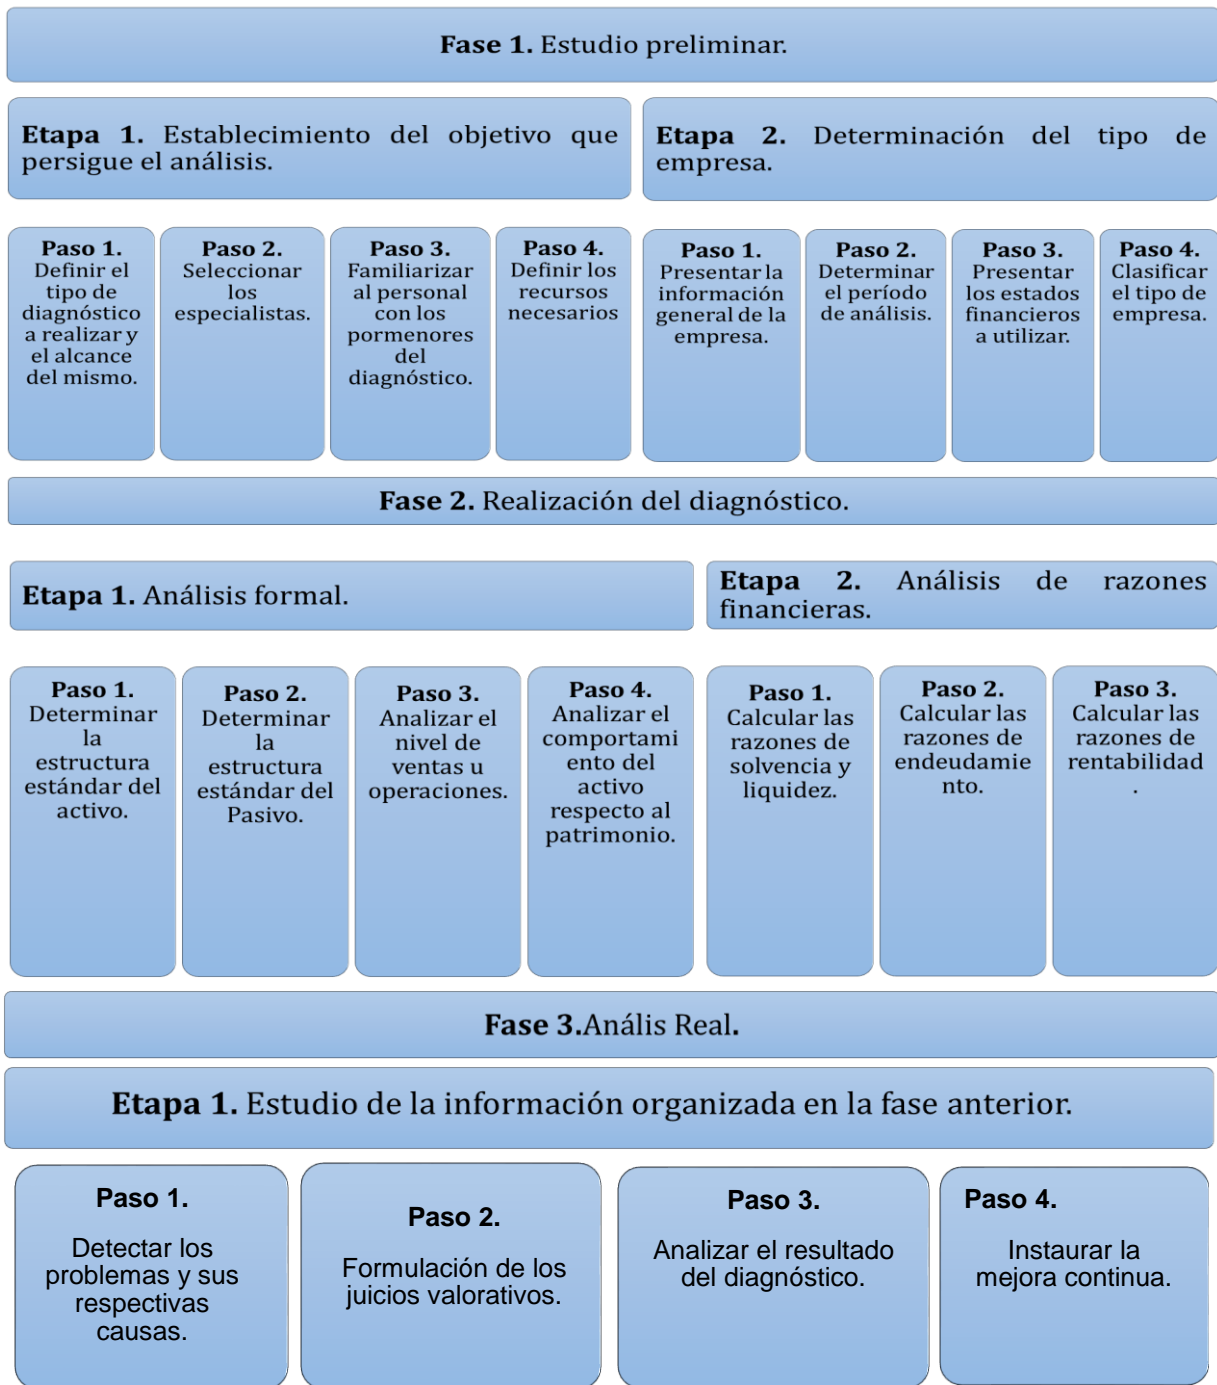 Fase 1. Estudio preliminar.
Etapa 1. Establecimiento del objetivo que
persigue el análisis.
Etapa 2. Determinación del tipo de
empresa.
Paso 1.
Definir el
tipo de
diagnóstico
a realizar y
el alcance
del mismo.
Paso 2.
Seleccionar
los
especialistas.
Paso 3.
Familiarizar
al personal
con los
pormenores
del
diagnóstico.
Paso 4.
Definir los
recursos
necesarios
Paso 1.
Presentar la
información
general de la
empresa.
Paso 2.
Determinar
el período
de análisis.
Paso 3.
Presentar
los estados
financieros
a utilizar.
Paso 4.
Clasificar
el tipo de
empresa.
Fase 2. Realización del diagnóstico.
Etapa 1. Análisis formal.
Etapa 2. Análisis de razones
financieras.
Paso 1.
Determinar
la
estructura
estándar del
activo.
Paso 2.
Determinar
la
estructura
estándar del
Pasivo.
Paso 3.
Analizar el
nivel de
ventas u
operaciones.
Paso 4.
Analizar el
comportami
ento del
activo
respecto al
patrimonio.
Paso 1.
Calcular las
razones de
solvencia y
liquidez.
Paso 2.
Calcular las
razones de
endeudamie
nto.
Paso 3.
Calcular las
razones de
rentabilidad
.
Fase 3.Anális Real.
Etapa 1. Estudio de la información organizada en la fase anterior.
Paso 1.
Detectar los
problemas y sus
respectivas
causas.
Paso 2.
Formulación de los
juicios valorativos.
Paso 3.
Analizar el resultado
del diagnóstico.
Paso 4.
Instaurar la
mejora continua.